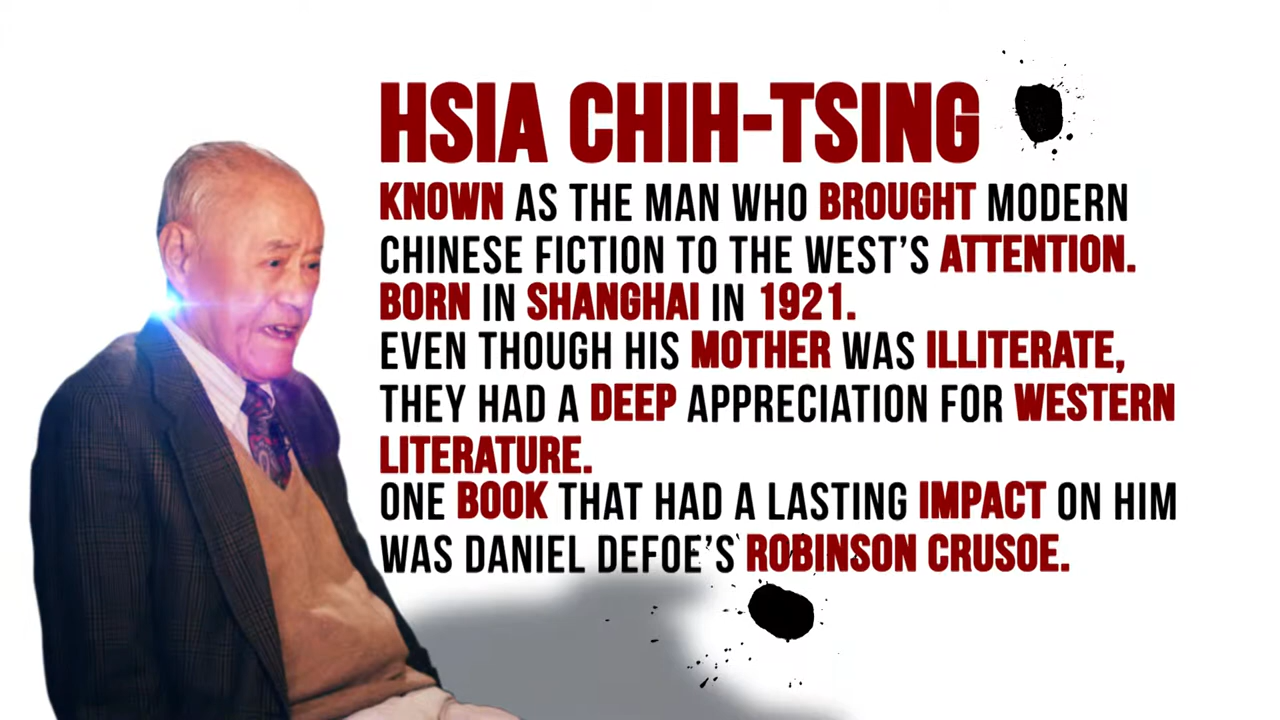 HSIA CHIH-TSING
KNOWN AS THE MAN WHO BROUGHT MODERN
CHINESE FICTION TO THE WEST'S ATTENTION.
BORN IN SHANGHAI IN 1921.
EVEN THOUGH HIS MOTHER WAS ILLITERATE,
THEY HAD A DEEP APPRECIATION FOR WESTERN
LITERATURE.
ONE BOOK THAT HAD A LASTING IMPACT ON HIM
WAS DANIEL DEFOE'S ROBINSON CRUSOE.